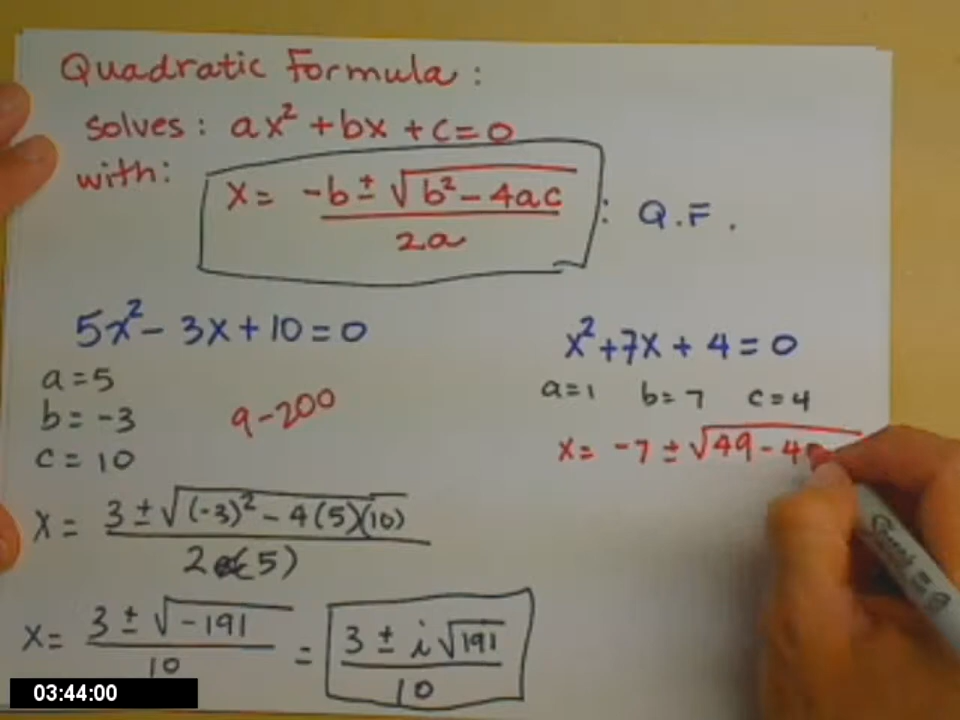 Quadratic Formula:
solves: ax² + bx + c = 0
with:
x = (-b ± √(b² - 4ac)) / 2a : Q.F.
5x² - 3x + 10 = 0
a = 5
b = -3
c = 10
9 - 200
x = (3 ± √((-3)² - 4(5)(10))) / 2(5)
x = (3 ± √(-191)) / 10 = (3 ± i√191) / 10
x² + 7x + 4 = 0
a = 1 b = 7 c = 4
x = -7 ± √(49 - 4
03:44:00